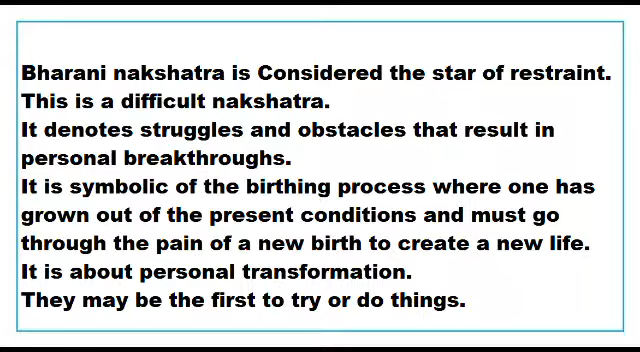 Bharani nakshatra is Considered the star of restraint.
This is a difficult nakshatra.
It denotes struggles and obstacles that result in
personal breakthroughs.
It is symbolic of the birthing process where one has
grown out of the present conditions and must go
through the pain of a new birth to create a new life.
It is about personal transformation.
They may be the first to try or do things.